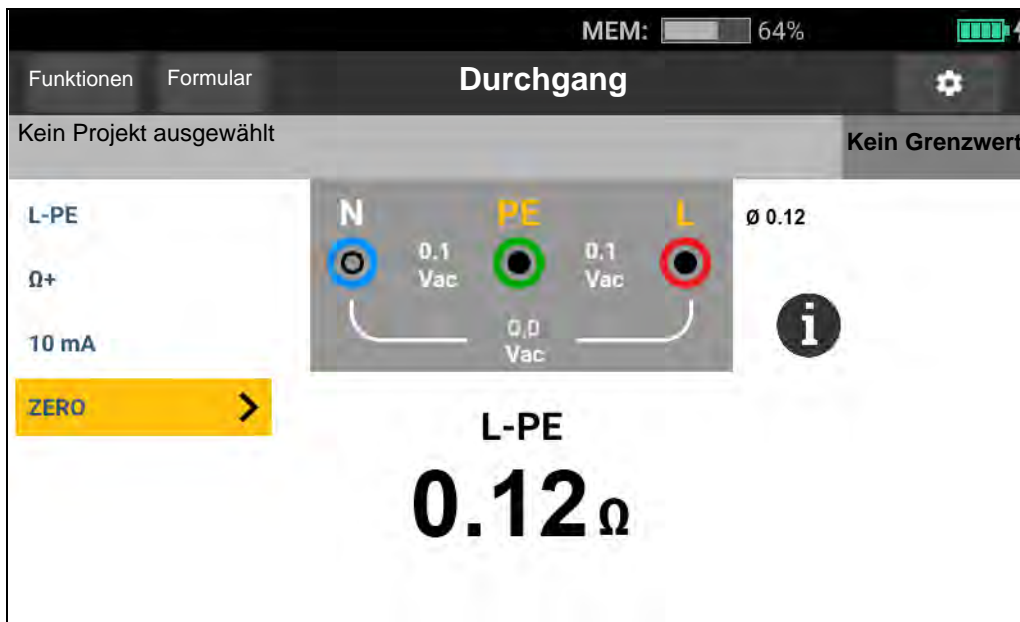 MEM: 64%
Funktionen Formular Durchgang
Kein Projekt ausgewählt Kein Grenzwert
L-PE
Ω+
10 mA
ZERO
N PE L
0.1 Vac 0.1 Vac
0.0 Vac
Ø 0.12
i
L-PE
0.12 Ω